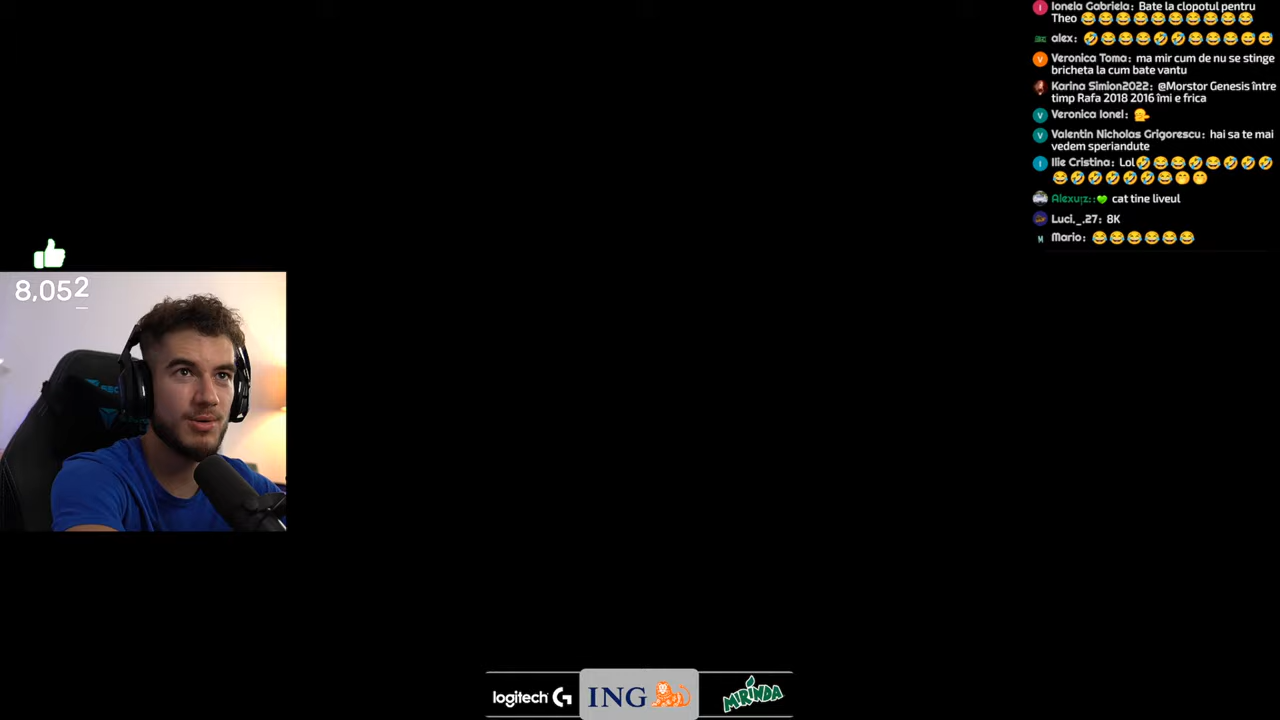 Ionela Gabriela: Bate la clopotul pentru
Theo 😂😂😂😂😂😂😂😂😂😂
alex: 🤣😂😂😂🤣🤣😂😂😂😅😅
Veronica Toma: ma mir cum de nu se stinge
bricheta la cum bate vantu
Karina Simion2022: @Morstor Genesis între
timp Rafa 2018 2016 îmi e frica
Veronica Ionel:
Valentin Nicholas Grigorescu: hai sa te mai
vedem speriandute
Ilie Cristina: Lol🤣😂😂🤣😂🤣🤣🤣
😂🤣🤣🤣🤣🤣😂🤭🤭
cat tine liveul
Luci._.27: 8K
Mario: 😂😂😂😂😂😂
8,052
logitech G
ING
MIRINDA